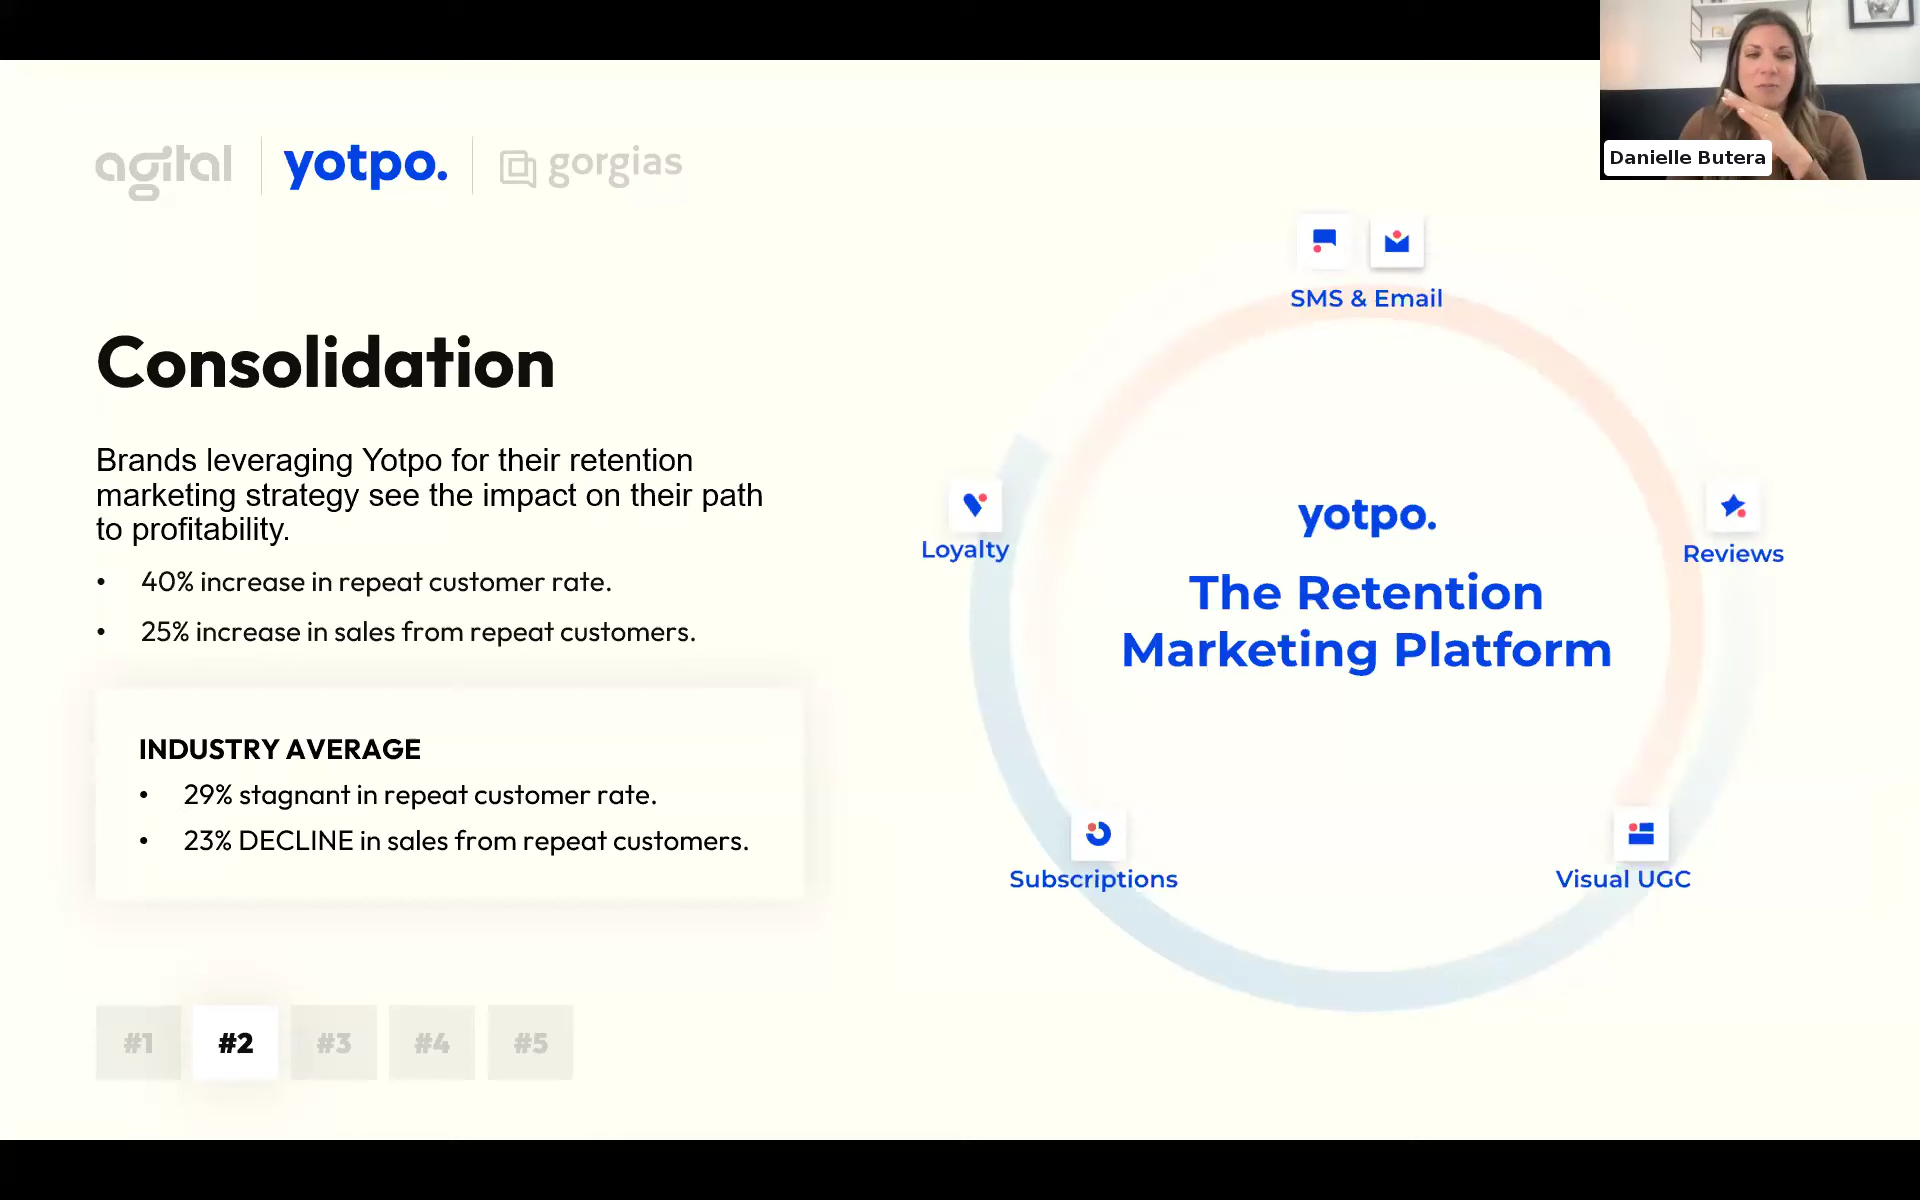 agital
yotpo.
gorgias
Danielle Butera
Consolidation
Brands leveraging Yotpo for their retention
marketing strategy see the impact on their path
to profitability.
• 40% increase in repeat customer rate.
• 25% increase in sales from repeat customers.
INDUSTRY AVERAGE
• 29% stagnant in repeat customer rate.
• 23% DECLINE in sales from repeat customers.
#1
#2
#3
#4
#5
SMS & Email
Loyalty
Reviews
yotpo.
The Retention
Marketing Platform
Subscriptions
Visual UGC